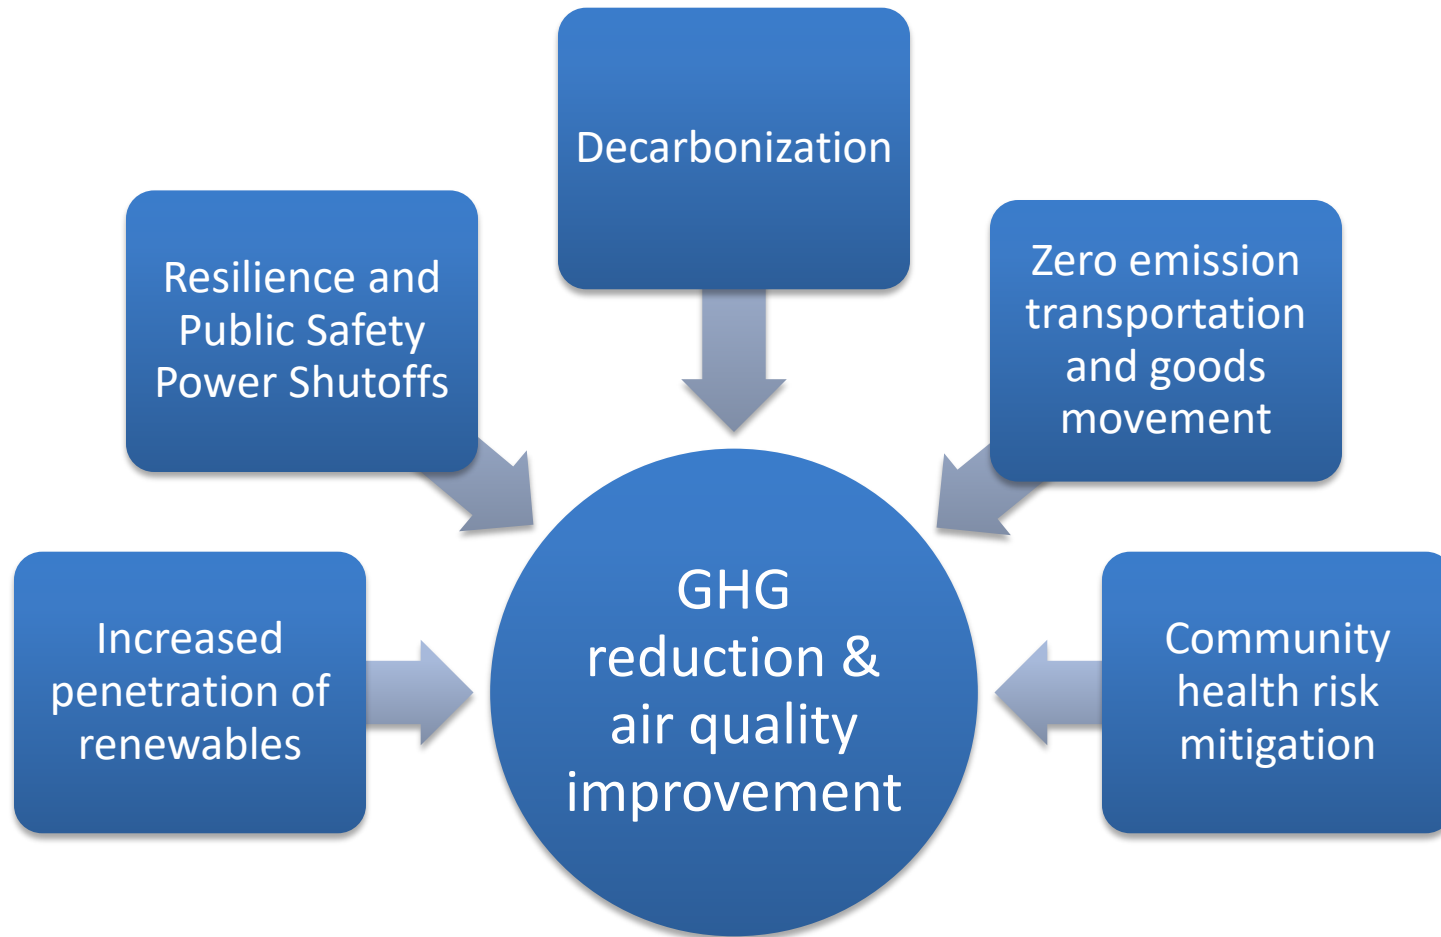 Decarbonization
Resilience and
Public Safety
Power Shutoffs
Zero emission
transportation
and goods
movement
Increased
penetration of
renewables
GHG
reduction &
air quality
improvement
Community
health risk
mitigation